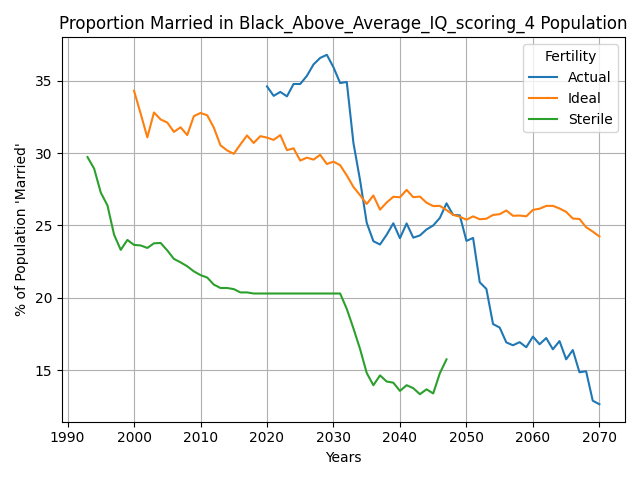 Proportion Married in Black_Above_Average_IQ_scoring_4 Population
% of Population 'Married'
35
30
25
20
15
1990 2000 2010 2020 2030 2040 2050 2060 2070
Years
Fertility
Actual
Ideal
Sterile